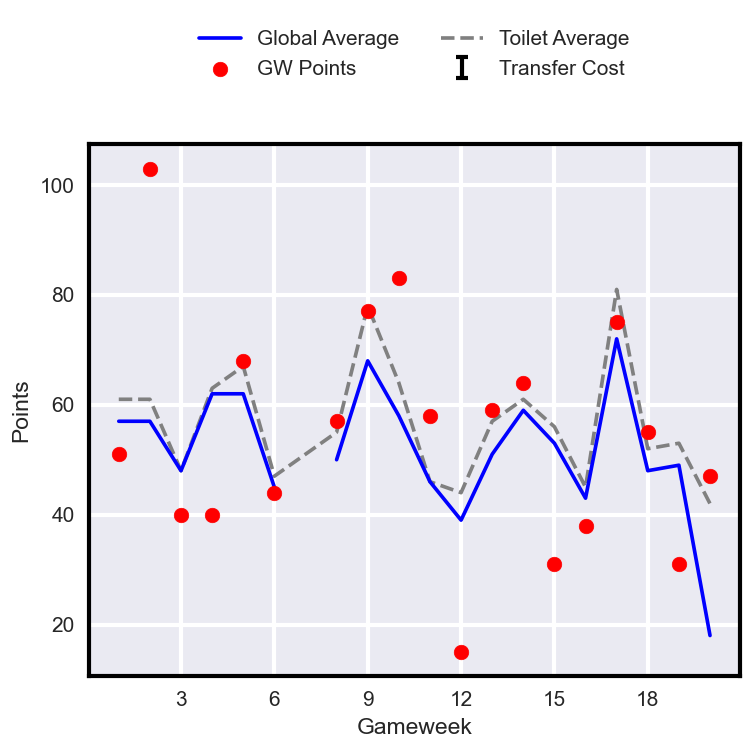 Global Average
Toilet Average
GW Points
Transfer Cost
100
80
60
40
20
Points
3
6
9
12
15
18
Gameweek